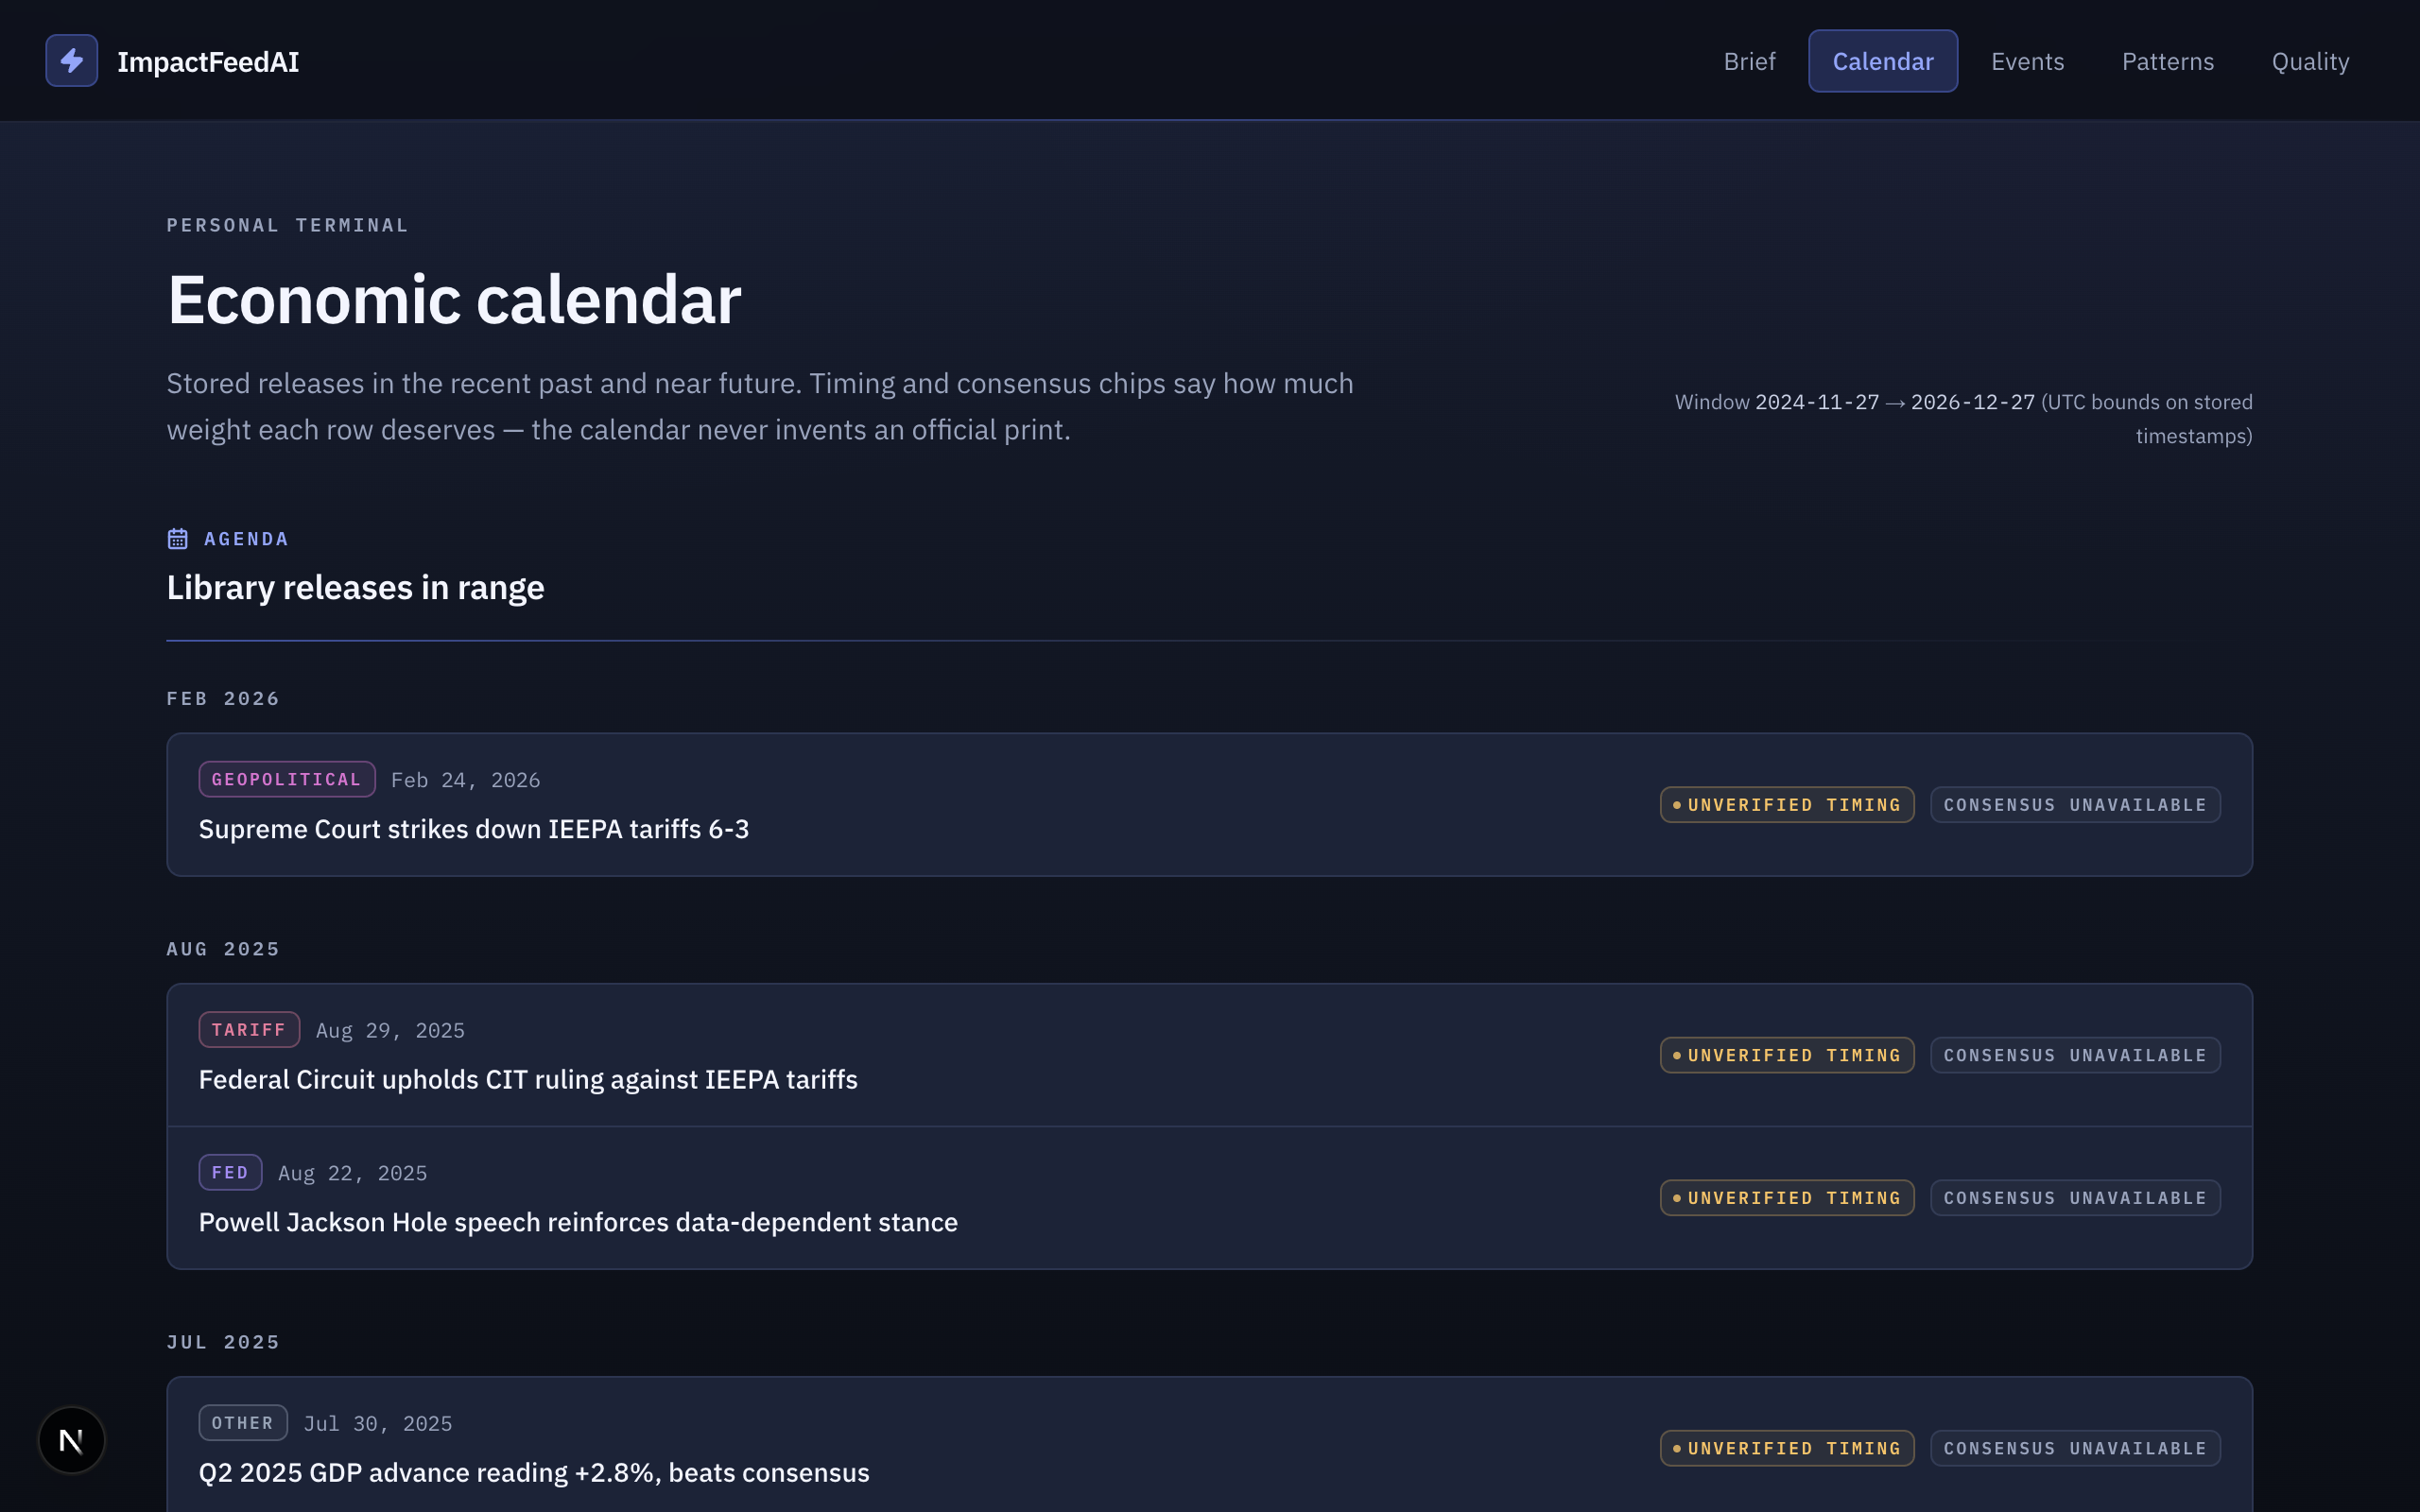 ImpactFeedAI
Brief
Calendar
Events
Patterns
Quality
PERSONAL TERMINAL
Economic calendar
Stored releases in the recent past and near future. Timing and consensus chips say how much
weight each row deserves — the calendar never invents an official print.
Window 2024-11-27 → 2026-12-27 (UTC bounds on stored
timestamps)
AGENDA
Library releases in range
FEB 2026
GEOPOLITICAL Feb 24, 2026
Supreme Court strikes down IEEPA tariffs 6-3
UNVERIFIED TIMING
CONSENSUS UNAVAILABLE
AUG 2025
TARIFF Aug 29, 2025
Federal Circuit upholds CIT ruling against IEEPA tariffs
UNVERIFIED TIMING
CONSENSUS UNAVAILABLE
FED Aug 22, 2025
Powell Jackson Hole speech reinforces data-dependent stance
UNVERIFIED TIMING
CONSENSUS UNAVAILABLE
JUL 2025
OTHER Jul 30, 2025
Q2 2025 GDP advance reading +2.8%, beats consensus
UNVERIFIED TIMING
CONSENSUS UNAVAILABLE
N